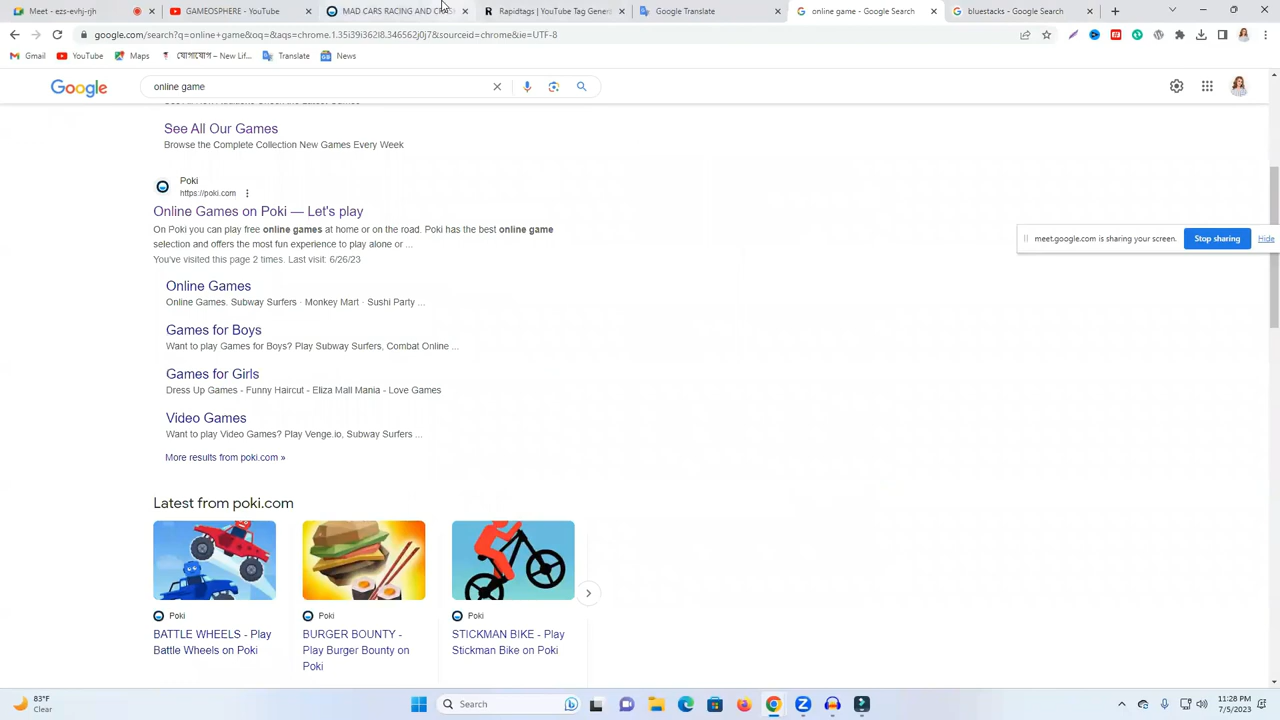 Meet - ezs-evhj-rjh
GAMEOSPHERE - YouTube
MAD CARS RACING AND CR
Rapidtags | YouTube Tag Generat
Google Translate
online game - Google Search
bluestacks - Google Search
google.com/search?q=online+game&oq=&aqs=chrome.1.35i39i362l8.346562j0j7&sourceid=chrome&ie=UTF-8
Gmail
YouTube
Maps
যোগাযোগ – New Lif...
Translate
News
Google
online game
See All Our Games
Browse the Complete Collection New Games Every Week
Poki
https://poki.com
Online Games on Poki — Let's play
On Poki you can play free online games at home or on the road. Poki has the best online game
selection and offers the most fun experience to play alone or ...
You've visited this page 2 times. Last visit: 6/26/23
meet.google.com is sharing your screen.
Stop sharing
Hide
Online Games
Online Games. Subway Surfers · Monkey Mart · Sushi Party ...
Games for Boys
Want to play Games for Boys? Play Subway Surfers, Combat Online ...
Games for Girls
Dress Up Games - Funny Haircut - Eliza Mall Mania - Love Games
Video Games
Want to play Video Games? Play Venge.io, Subway Surfers ...
More results from poki.com »
Latest from poki.com
Poki
BATTLE WHEELS - Play
Battle Wheels on Poki
Poki
BURGER BOUNTY -
Play Burger Bounty on
Poki
Poki
STICKMAN BIKE - Play
Stickman Bike on Poki
83°F
Clear
Search
11:28 PM
7/5/2023